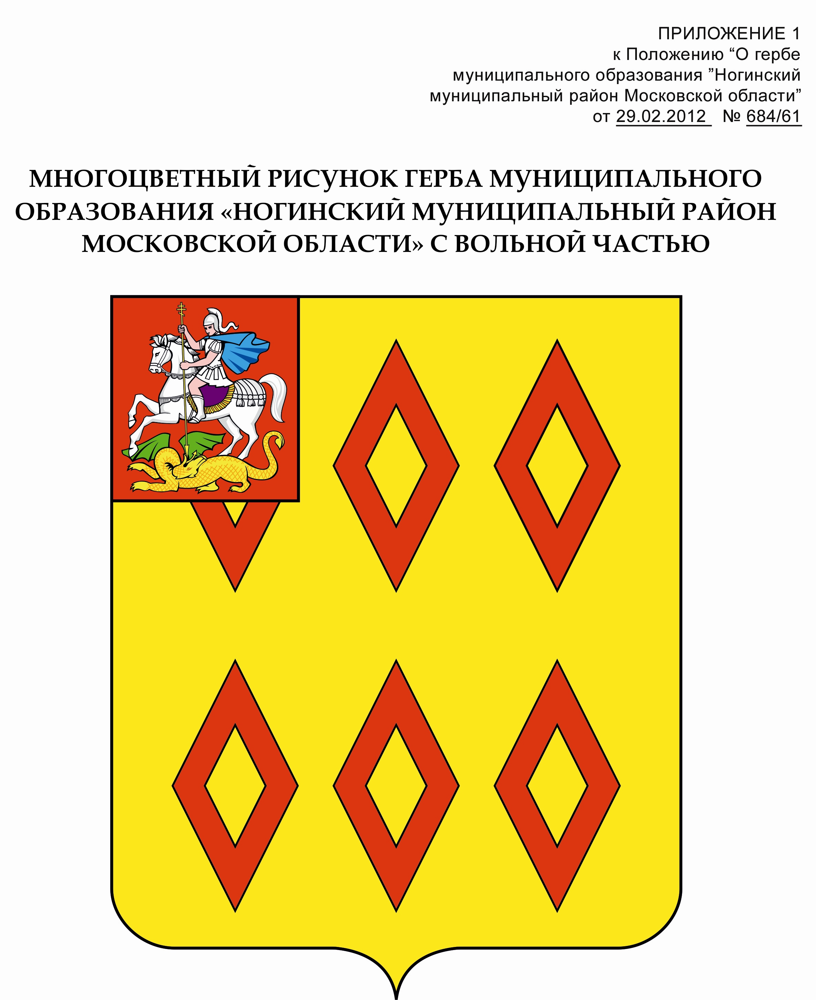 ПРИЛОЖЕНИЕ 1
к Положению “О гербе
муниципального образования ”Ногинский
муниципальный район Московской области”
от 29.02.2012 № 684/61
МНОГОЦВЕТНЫЙ РИСУНОК ГЕРБА МУНИЦИПАЛЬНОГО
ОБРАЗОВАНИЯ «НОГИНСКИЙ МУНИЦИПАЛЬНЫЙ РАЙОН
МОСКОВСКОЙ ОБЛАСТИ» С ВОЛЬНОЙ ЧАСТЬЮ